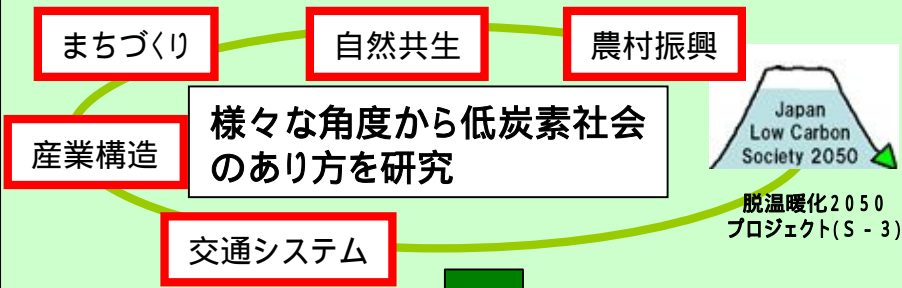 まちづくり
自然共生
農村振興
産業構造
様々な角度から低炭素社会
のあり方を研究
交通システム
Japan
Low Carbon
Society 2050
脱温暖化2050
プロジェクト(S - 3)